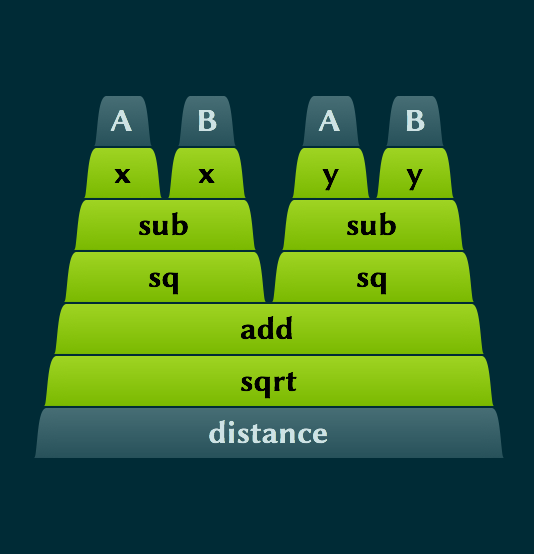 A B A B
x x y y
sub sub
sq sq
add
sqrt
distance